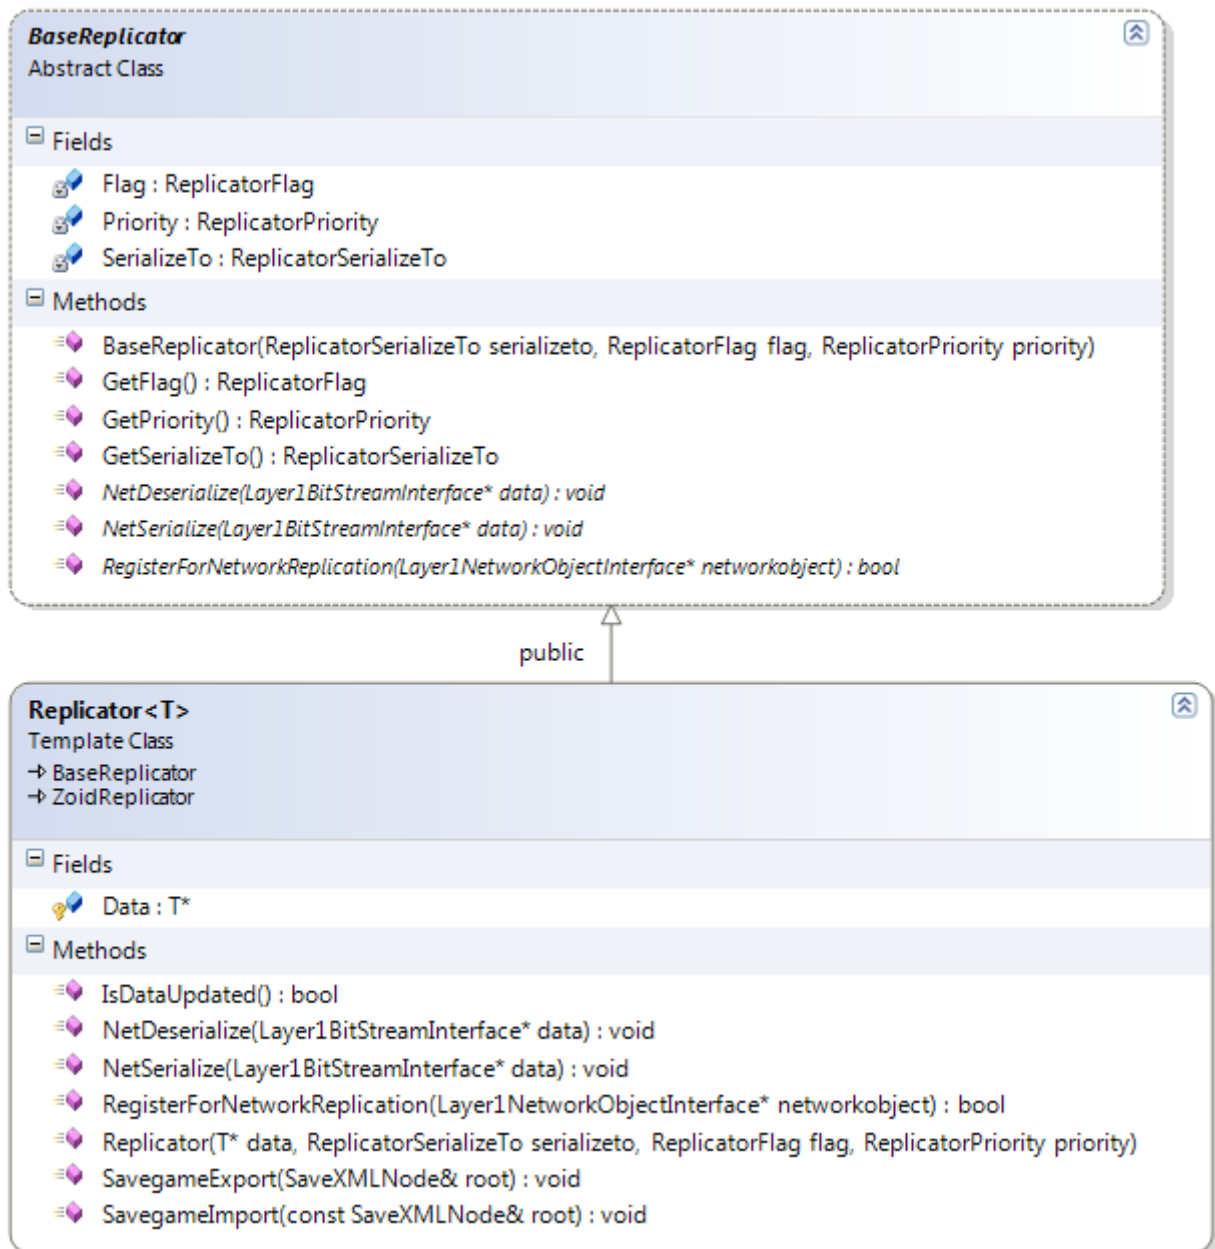 BaseReplicator
Abstract Class
Fields
Flag : ReplicatorFlag
Priority : ReplicatorPriority
SerializeTo : ReplicatorSerializeTo
Methods
BaseReplicator(ReplicatorSerializeTo serializeto, ReplicatorFlag flag, ReplicatorPriority priority)
GetFlag() : ReplicatorFlag
GetPriority() : ReplicatorPriority
GetSerializeTo() : ReplicatorSerializeTo
NetDeserialize(Layer1BitStreamInterface* data) : void
NetSerialize(Layer1BitStreamInterface* data) : void
RegisterForNetworkReplication(Layer1NetworkObjectInterface* networkobject) : bool
public
Replicator<T>
Template Class
BaseReplicator
ZoidReplicator
Fields
Data : T*
Methods
IsDataUpdated() : bool
NetDeserialize(Layer1BitStreamInterface* data) : void
NetSerialize(Layer1BitStreamInterface* data) : void
RegisterForNetworkReplication(Layer1NetworkObjectInterface* networkobject) : bool
Replicator(T* data, ReplicatorSerializeTo serializeto, ReplicatorFlag flag, ReplicatorPriority priority)
SavegameExport(SaveXMLNode& root) : void
SavegameImport(const SaveXMLNode& root) : void